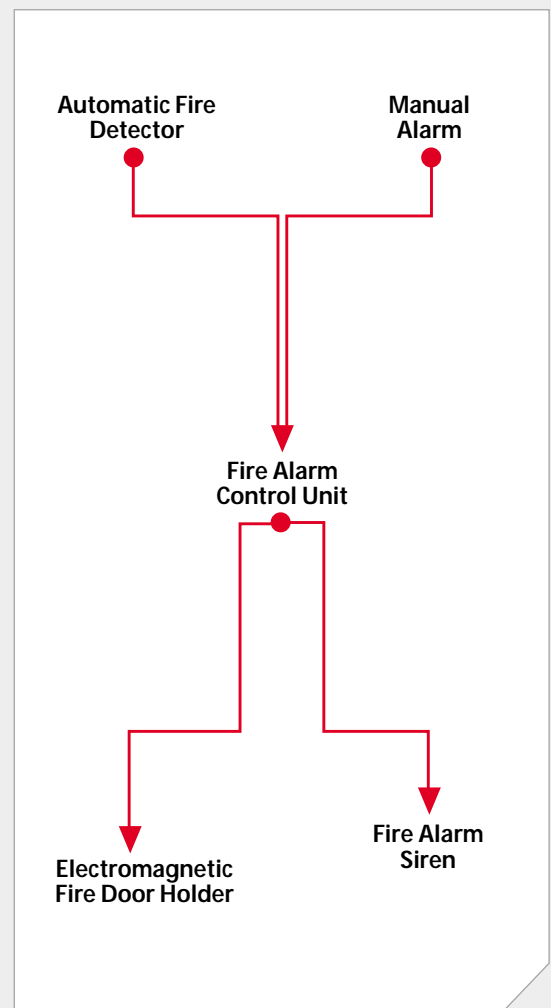 Automatic Fire
Detector
Manual
Alarm
Fire Alarm
Control Unit
Electromagnetic
Fire Door Holder
Fire Alarm
Siren